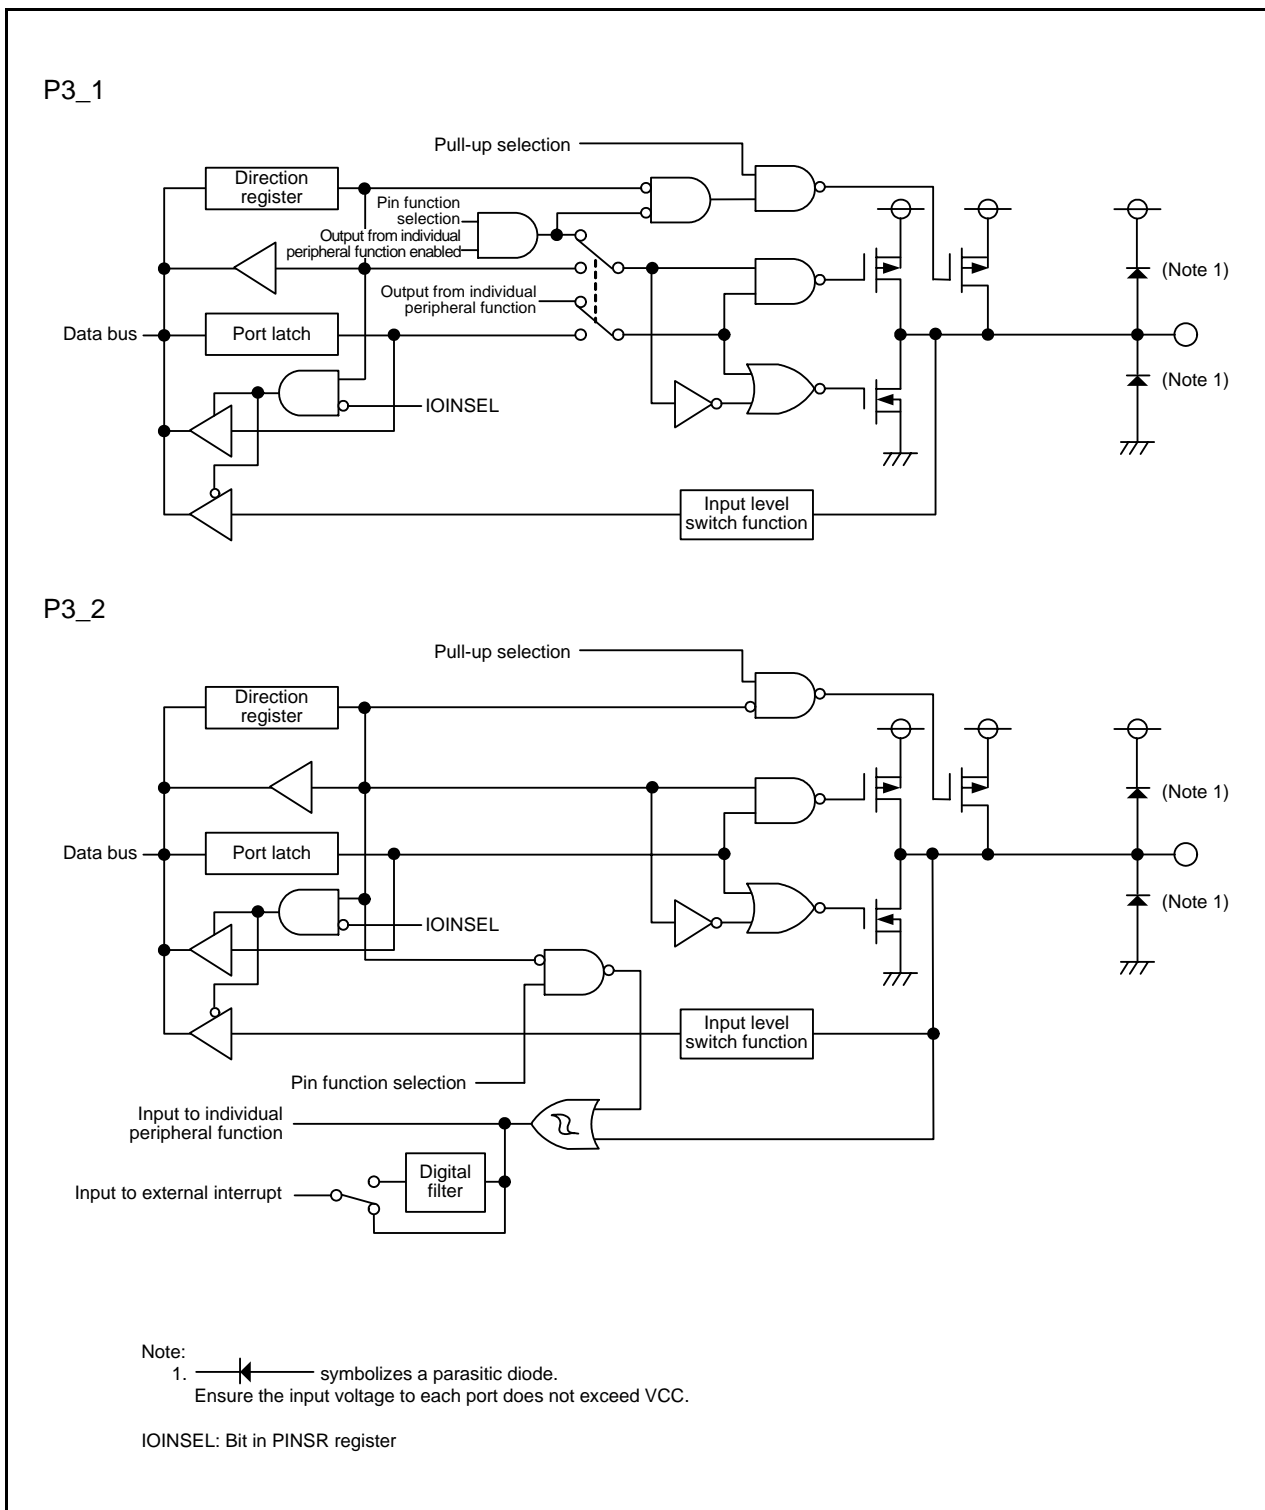 P3_1
Pull-up selection
Direction
register
Pin function
selection
Output from individual
peripheral function enabled
(Note 1)
Output from individual
peripheral function
Data bus
Port latch
(Note 1)
IOINSEL
Input level
switch function
P3_2
Pull-up selection
Direction
register
(Note 1)
Data bus
Port latch
(Note 1)
IOINSEL
Input level
switch function
Pin function selection
Input to individual
peripheral function
Digital
filter
Input to external interrupt
Note:
1. symbolizes a parasitic diode.
Ensure the input voltage to each port does not exceed VCC.
IOINSEL: Bit in PINSR register